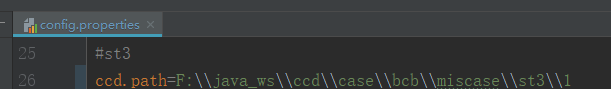 config.properties ×
25 #st3
26 ccd.path=F:\\java_ws\\ccd\\case\\bcb\\miscase\\st3\\1